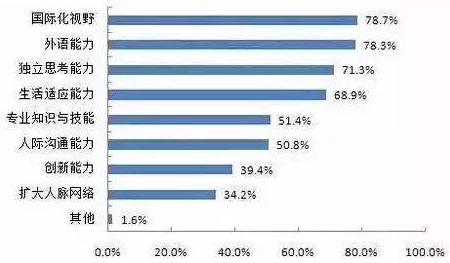 国际化视野 78.7%
外语能力 78.3%
独立思考能力 71.3%
生活适应能力 68.9%
专业知识与技能 51.4%
人际沟通能力 50.8%
创新能力 39.4%
扩大人脉网络 34.2%
其他 1.6%
0.0% 20.0% 40.0% 60.0% 80.0% 100.0%